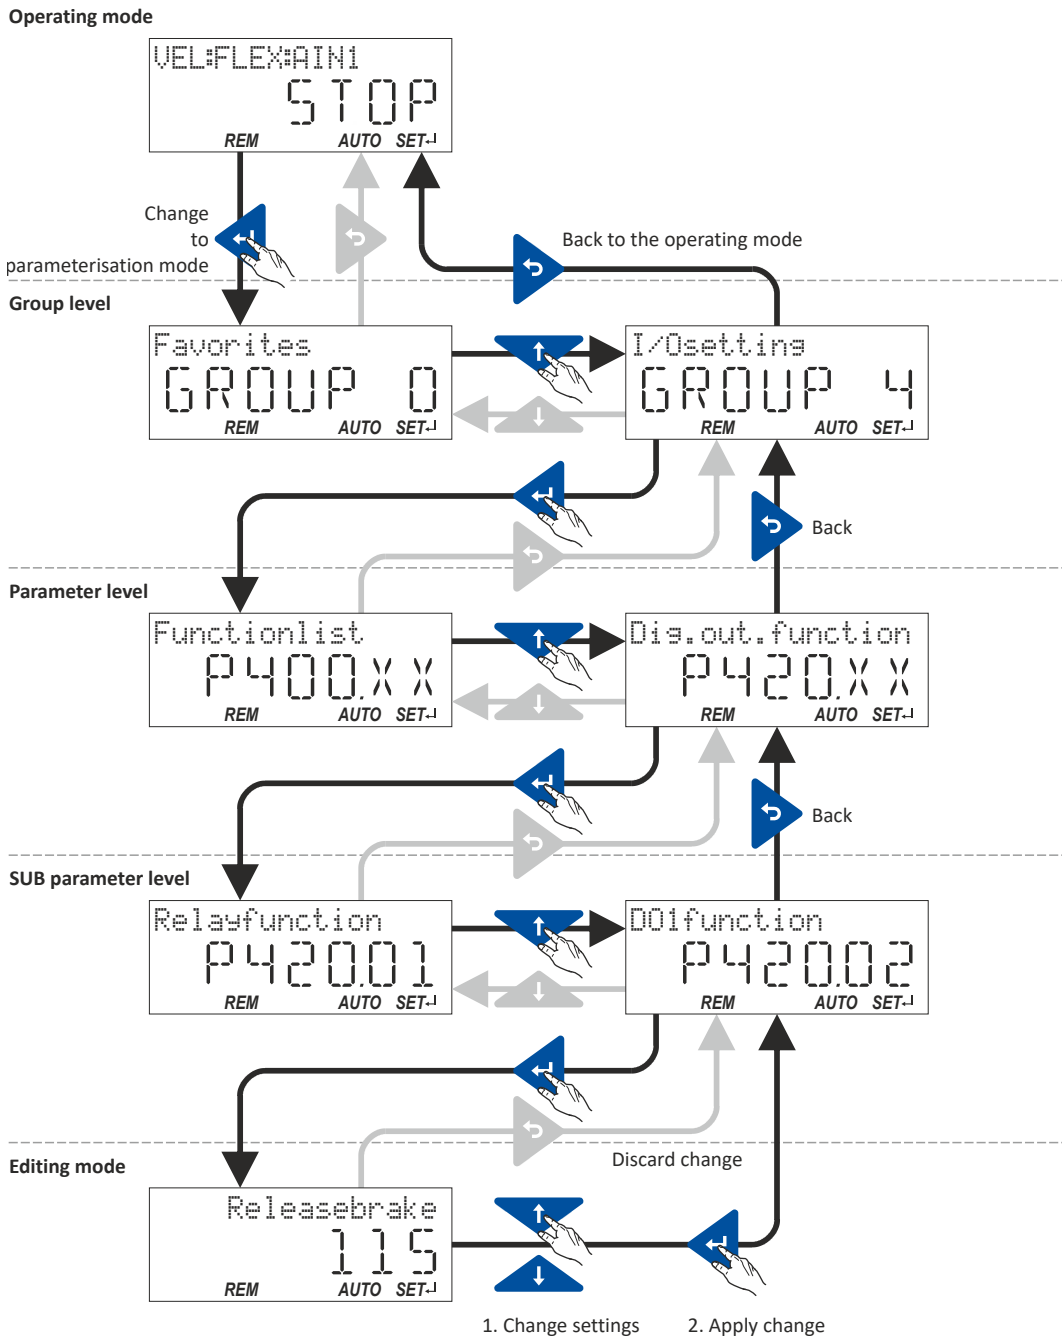 Operating mode
VEL:FLEX:AIN1
STOP
REM AUTO SET↵
Change
to
parameterisation mode
Back to the operating mode
Group level
Favorites
GROUP 0
REM AUTO SET↵
I/Osetting
GROUP 4
REM AUTO SET↵
Back
Parameter level
Functionlist
P400.XX
REM AUTO SET↵
Dig.out.function
P420.XX
REM AUTO SET↵
Back
SUB parameter level
Relayfunction
P420.01
REM AUTO SET↵
DO1function
P420.02
REM AUTO SET↵
Discard change
Editing mode
Releasebrake
115
REM AUTO SET↵
1. Change settings
2. Apply change